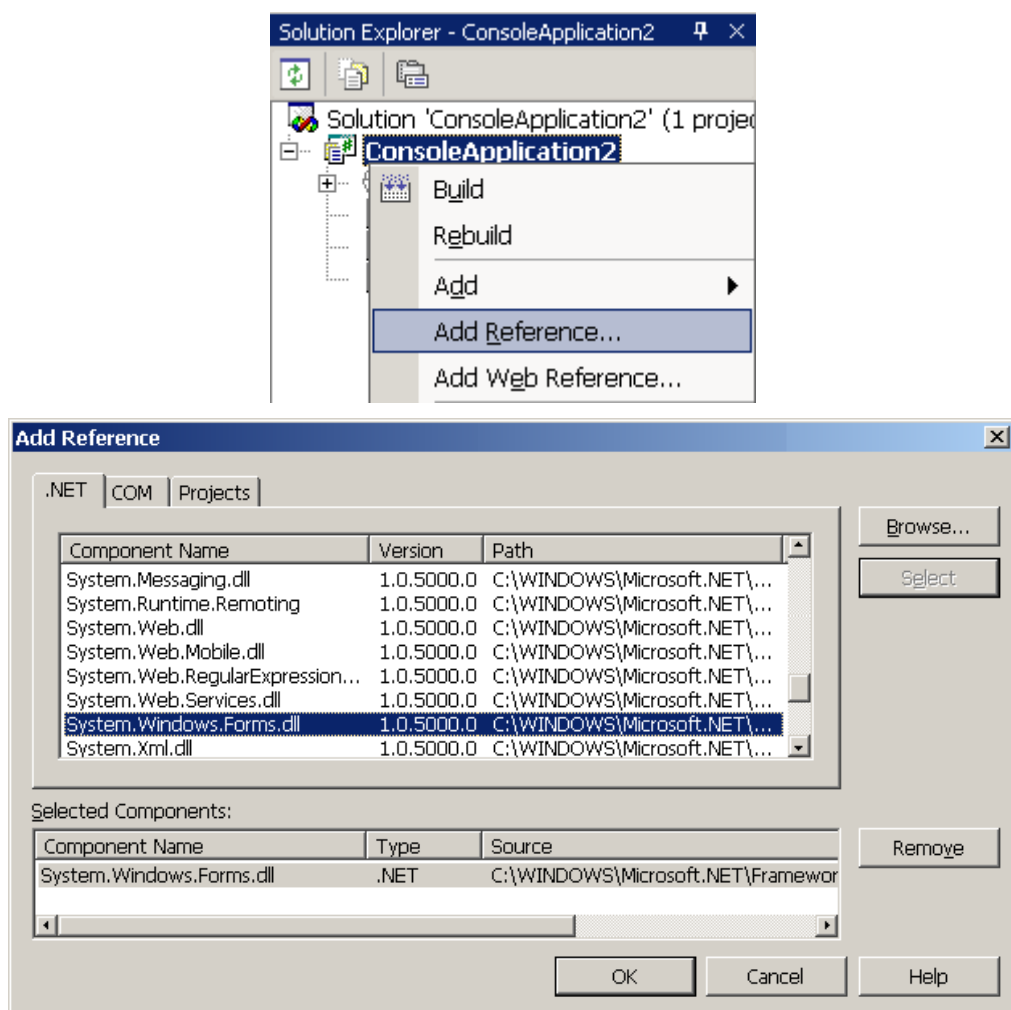 Solution Explorer - ConsoleApplication2
Solution 'ConsoleApplication2' (1 projec
ConsoleApplication2
Build
Rebuild
Add
Add Reference...
Add Web Reference...
Add Reference
.NET COM Projects
Browse...
Component Name Version Path
Select
System.Messaging.dll 1.0.5000.0 C:\WINDOWS\Microsoft.NET\...
System.Runtime.Remoting 1.0.5000.0 C:\WINDOWS\Microsoft.NET\...
System.Web.dll 1.0.5000.0 C:\WINDOWS\Microsoft.NET\...
System.Web.Mobile.dll 1.0.5000.0 C:\WINDOWS\Microsoft.NET\...
System.Web.RegularExpression... 1.0.5000.0 C:\WINDOWS\Microsoft.NET\...
System.Web.Services.dll 1.0.5000.0 C:\WINDOWS\Microsoft.NET\...
System.Windows.Forms.dll 1.0.5000.0 C:\WINDOWS\Microsoft.NET\...
System.Xml.dll 1.0.5000.0 C:\WINDOWS\Microsoft.NET\...
Selected Components:
Component Name Type Source
Remove
System.Windows.Forms.dll .NET C:\WINDOWS\Microsoft.NET\Framewor
OK Cancel Help